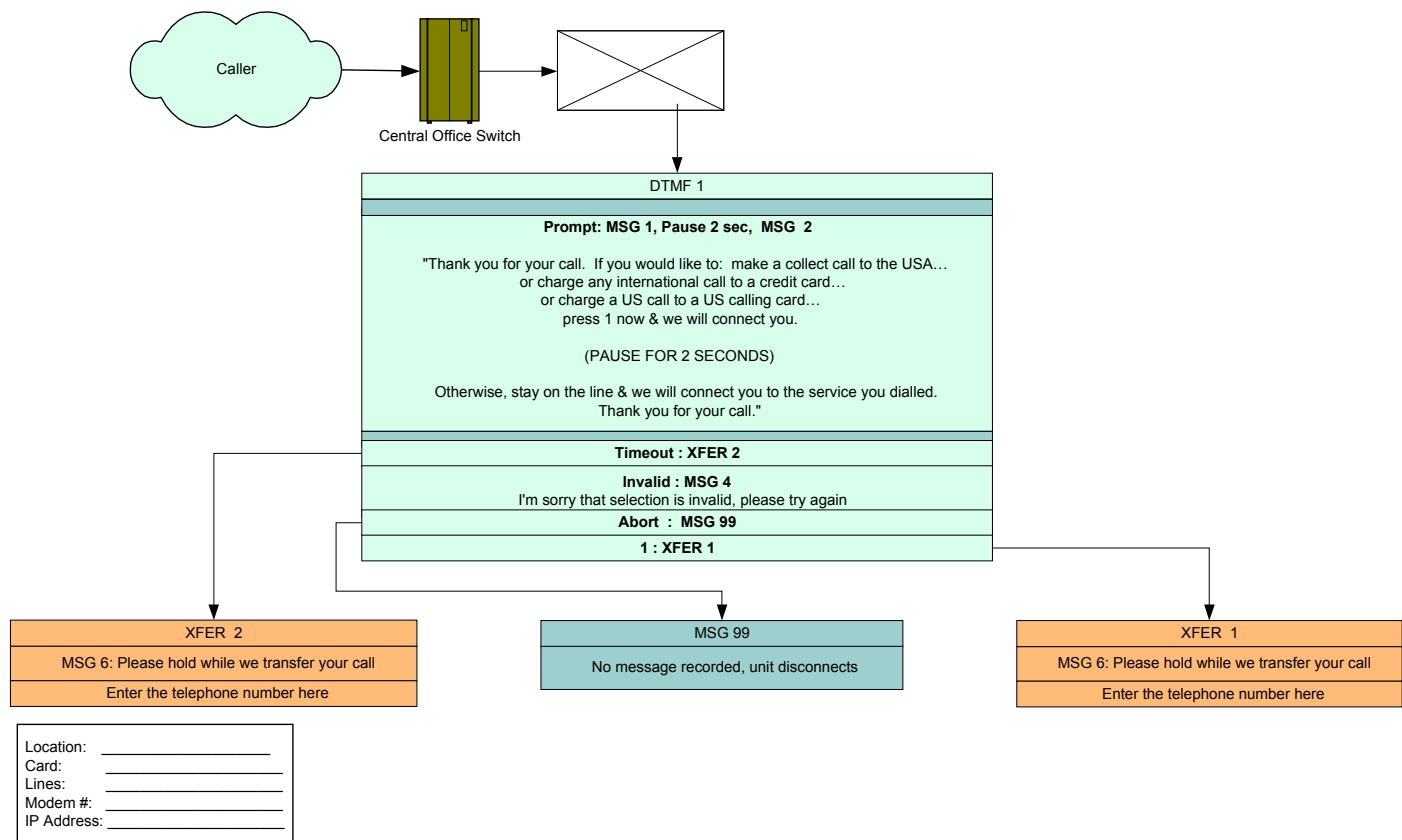 Caller
Central Office Switch
DTMF 1
Prompt: MSG 1, Pause 2 sec, MSG 2
"Thank you for your call. If you would like to: make a collect call to the USA…
or charge any international call to a credit card…
or charge a US call to a US calling card…
press 1 now & we will connect you.
(PAUSE FOR 2 SECONDS)
Otherwise, stay on the line & we will connect you to the service you dialled.
Thank you for your call."
Timeout : XFER 2
Invalid : MSG 4
I'm sorry that selection is invalid, please try again
Abort : MSG 99
1 : XFER 1
XFER 2
MSG 6: Please hold while we transfer your call
Enter the telephone number here
MSG 99
No message recorded, unit disconnects
XFER 1
MSG 6: Please hold while we transfer your call
Enter the telephone number here
Location:
Card:
Lines:
Modem #:
IP Address: